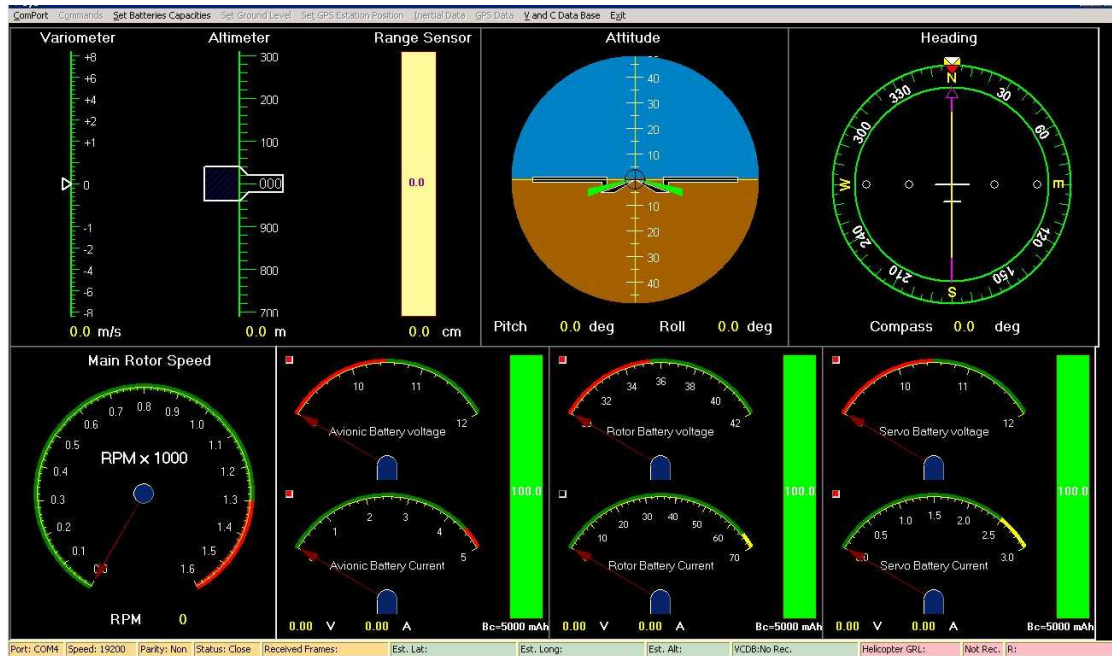 ComPort Commands Set Batteries Capacities Set Ground Level Set GPS Estation Position Inertial Data GPS Data V and C Data Base Exit
Variometer
+8
+6
+4
+2
+1
0
-1
-2
-4
-6
-8
0.0 m/s
Altimeter
300
200
100
000
900
800
700
0.0 m
Range Sensor
0.0
0.0 cm
Attitude
40
30
20
10
10
20
30
40
Pitch 0.0 deg Roll 0.0 deg
Heading
N
30
60
E
120
150
S
210
240
W
300
330
Compass 0.0 deg
Main Rotor Speed
0.0
0.1
0.2
0.3
0.4
0.5
0.6
0.7
0.8
0.9
1.0
1.1
1.2
1.3
1.4
1.5
1.6
RPM x 1000
RPM 0
10 11 12
Avionic Battery voltage
1 2 3 4 5
Avionic Battery Current
100.0
0.00 V 0.00 A Bc=5000 mAh
32 34 36 38 40 42
Rotor Battery voltage
10 20 30 40 50 60 70
Rotor Battery Current
100.0
0.00 V 0.00 A Bc=5000 mAh
10 11 12
Servo Battery voltage
0.0 0.5 1.0 1.5 2.0 2.5 3.0
Servo Battery Current
100.0
0.00 V 0.00 A Bc=5000 mAh
Port: COM4 Speed: 19200 Parity: Non Status: Close Received Frames: Est. Lat: Est. Long: Est. Alt: VCDB:No Rec. Helicopter GRL: Not Rec. R: